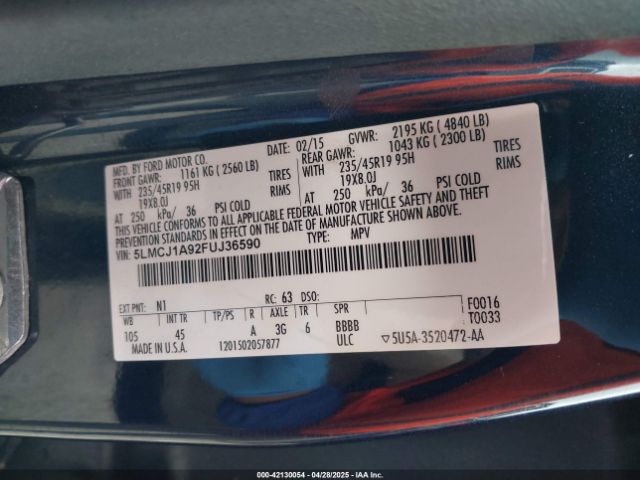 MFD. BY FORD MOTOR CO.
DATE: 02/15 GVWR: 2195 KG ( 4840 LB)
FRONT GAWR: 1161 KG ( 2560 LB)
REAR GAWR: 1043 KG ( 2300 LB)
WITH 235/45R19 95H TIRES
WITH 235/45R19 95H TIRES
19X8.0J RIMS
19X8.0J RIMS
AT 250 kPa/ 36 PSI COLD
AT 250 kPa/ 36 PSI COLD
THIS VEHICLE CONFORMS TO ALL APPLICABLE FEDERAL MOTOR VEHICLE SAFETY AND THEFT
PREVENTION STANDARDS IN EFFECT ON THE DATE OF MANUFACTURE SHOWN ABOVE.
VIN: 5LMCJ1A92FUJ36590
TYPE: MPV
EXT PNT: N1 RC: 63 DSO:
WB INT TR TP/PS R AXLE TR SPR
105 45 A 3G 6 BBBB
F0016
T0033
MADE IN U.S.A. 1201502057877 ULC ▽5U5A-3520472-AA
000-42130054 - 04/28/2025 - IAA Inc.